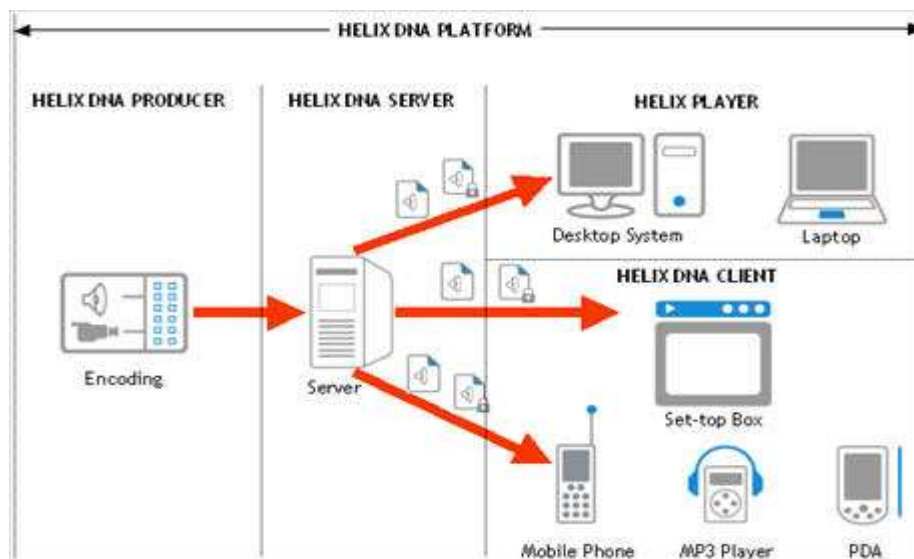 HELIX DNA PLATFORM
HELIX DNA PRODUCER
HELIX DNA SERVER
HELIX PLAYER
Desktop System
Laptop
HELIX DNA CLIENT
Encoding
Server
Set-top Box
Mobile Phone
MP3 Player
PDA